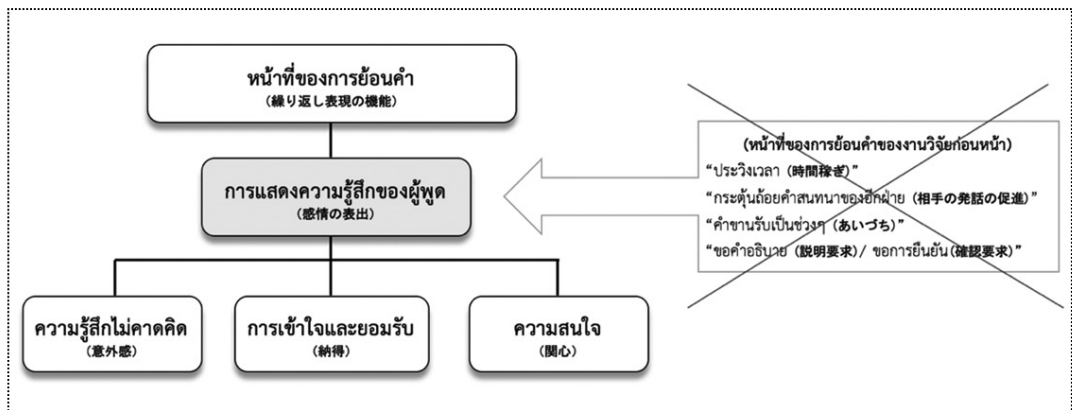 หน้าที่ของการย้อนคำ
(繰り返し表現の機能)
การแสดงความรู้สึกของผู้พูด
(感情の表出)
ความรู้สึกไม่คาดคิด
(意外感)
การเข้าใจและยอมรับ
(納得)
ความสนใจ
(関心)
(หน้าที่ของการย้อนคำของงานวิจัยก่อนหน้า)
“ประวิงเวลา (時間稼ぎ)”
“กระตุ้นถ้อยคำสนทนาของอีกฝ่าย (相手の発話の促進)
“คำขานรับเป็นช่วงๆ (あいづち)”
“ขอคำอธิบาย (説明要求)/ ขอการยืนยัน(確認要求)”